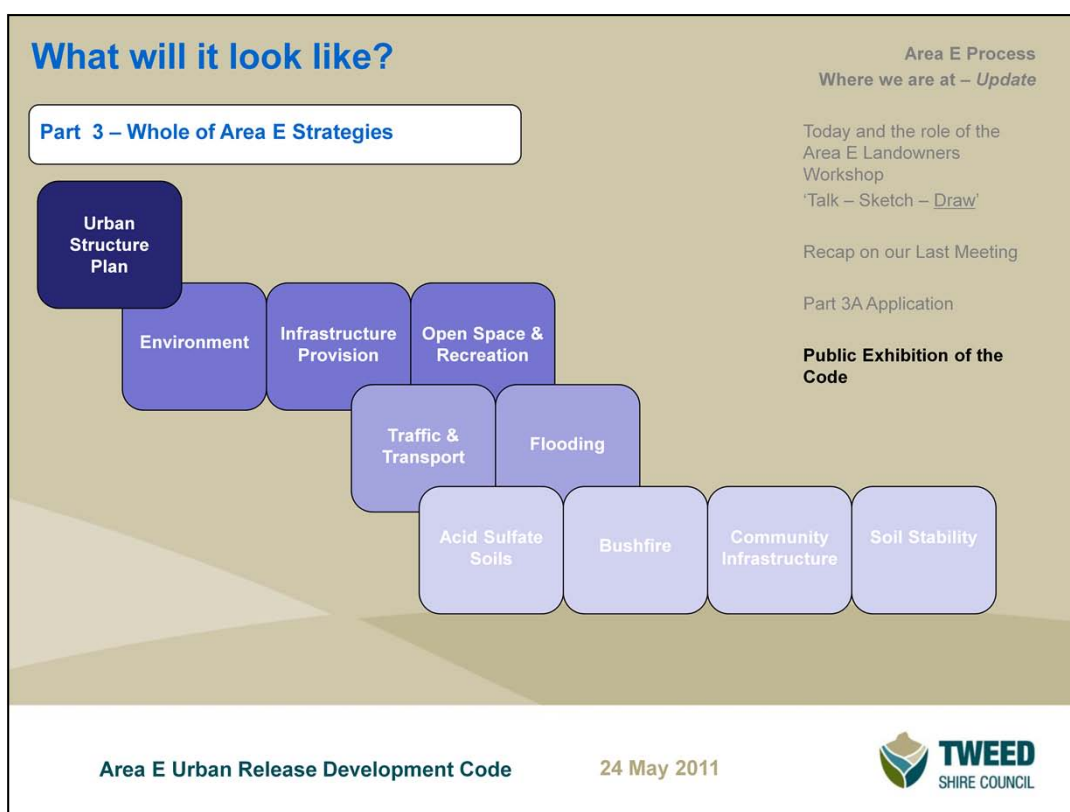 What will it look like?
Part 3 – Whole of Area E Strategies
Urban
Structure
Plan
Environment
Infrastructure
Provision
Open Space &
Recreation
Traffic &
Transport
Flooding
Acid Sulfate
Soils
Bushfire
Community
Infrastructure
Soil Stability
Area E Process
Where we are at – Update
Today and the role of the
Area E Landowners
Workshop
‘Talk – Sketch – Draw’
Recap on our Last Meeting
Part 3A Application
Public Exhibition of the
Code
Area E Urban Release Development Code
24 May 2011
TWEED
SHIRE COUNCIL